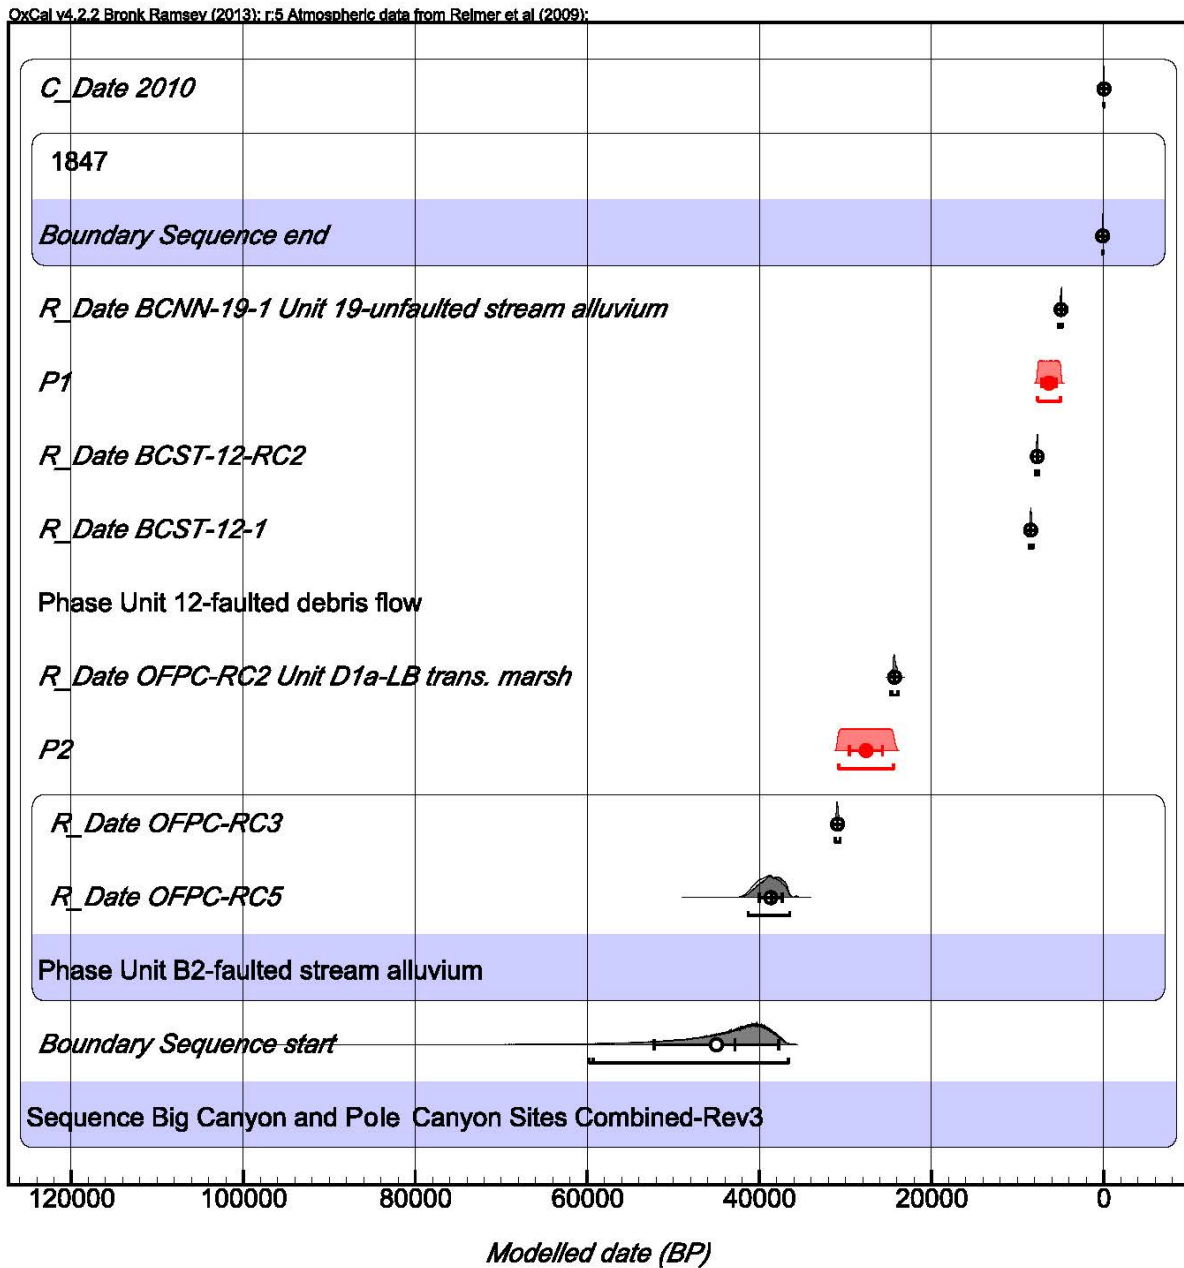 OxCal v4.2.2 Bronk Ramsey (2013); r:5 Atmospheric data from Reimer et al (2009);
C_Date 2010
1847
Boundary Sequence end
R_Date BCNN-19-1 Unit 19-unfaulted stream alluvium
P1
R_Date BCST-12-RC2
R_Date BCST-12-1
Phase Unit 12-faulted debris flow
R_Date OFPC-RC2 Unit D1a-LB trans. marsh
P2
R_Date OFPC-RC3
R_Date OFPC-RC5
Phase Unit B2-faulted stream alluvium
Boundary Sequence start
Sequence Big Canyon and Pole Canyon Sites Combined-Rev3
120000 100000 80000 60000 40000 20000 0
Modelled date (BP)